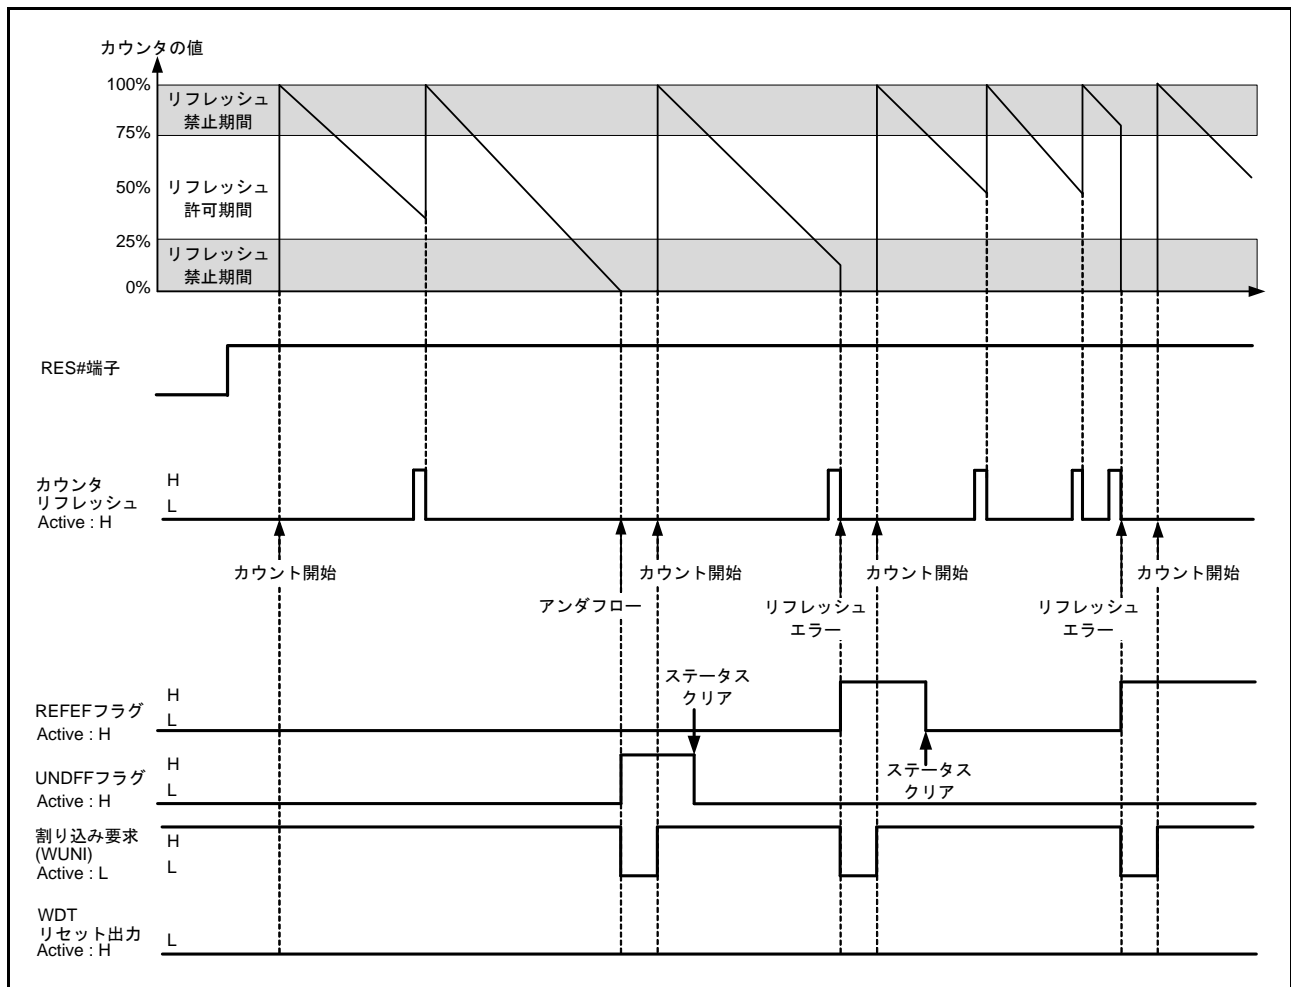 カウンタの値
100%
リフレッシュ
禁止期間
75%
50%
リフレッシュ
許可期間
25%
リフレッシュ
禁止期間
0%
RES#端子
カウンタ
リフレッシュ
Active : H
H
L
カウント開始
カウント開始
カウント開始
カウント開始
アンダフロー
リフレッシュ
エラー
リフレッシュ
エラー
ステータス
クリア
REFEFフラグ
Active : H
H
L
ステータス
クリア
UNDFFフラグ
Active : H
H
L
割り込み要求
(WUNI)
Active : L
H
L
WDT
リセット出力
Active : H
L